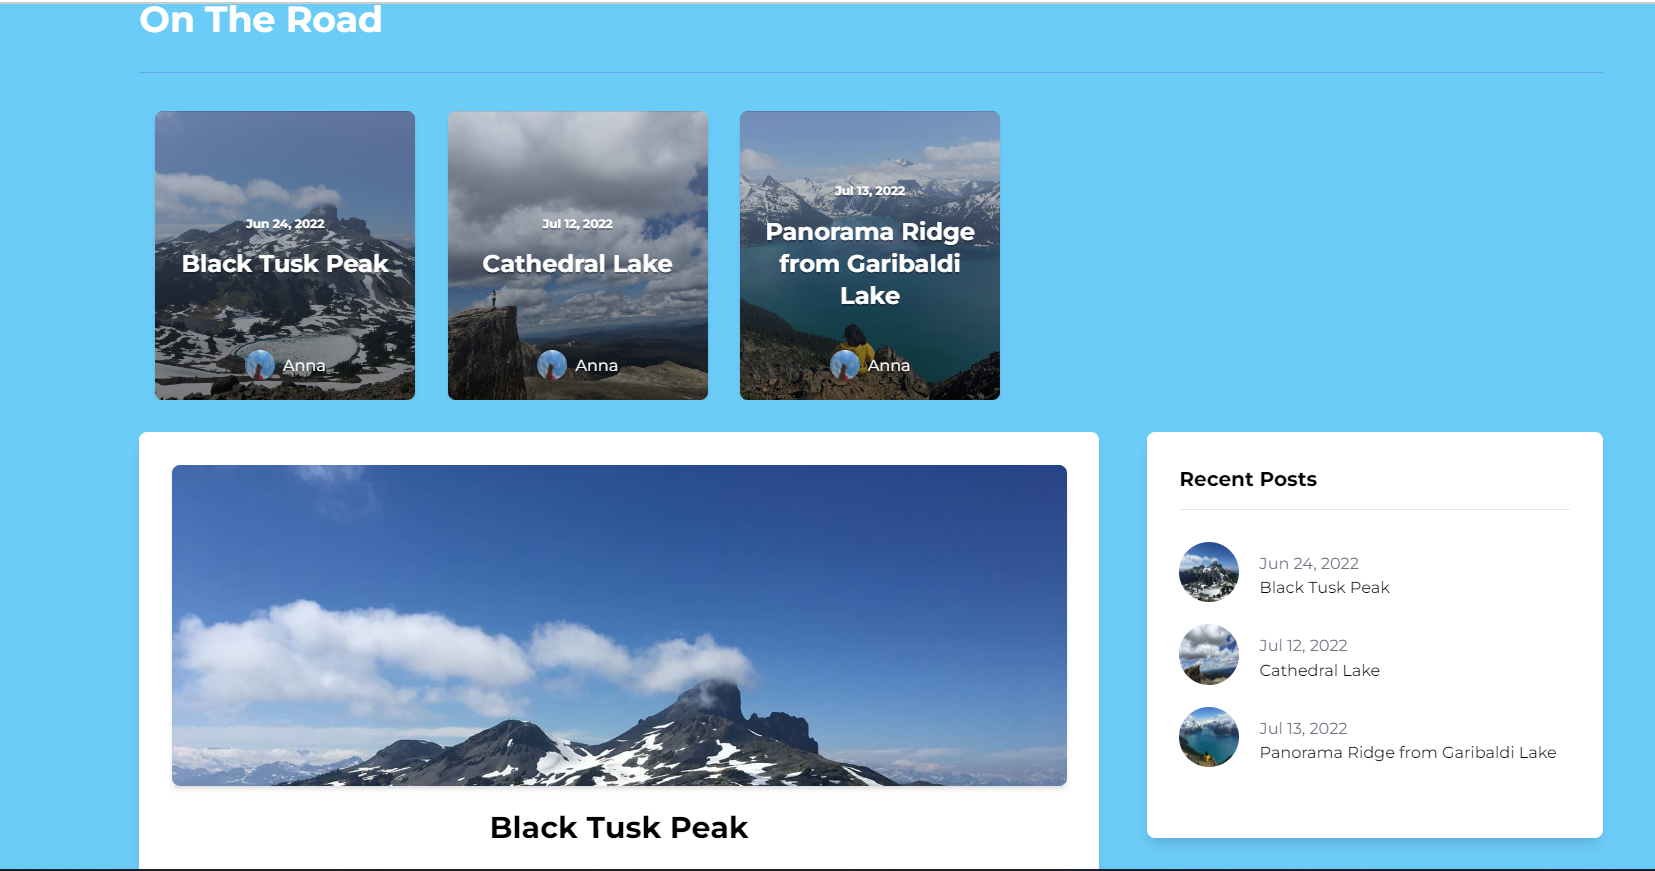 On The Road
Jun 24, 2022
Black Tusk Peak
Anna
Jul 12, 2022
Cathedral Lake
Anna
Jul 13, 2022
Panorama Ridge
from Garibaldi
Lake
Anna
Black Tusk Peak
Recent Posts
Jun 24, 2022
Black Tusk Peak
Jul 12, 2022
Cathedral Lake
Jul 13, 2022
Panorama Ridge from Garibaldi Lake